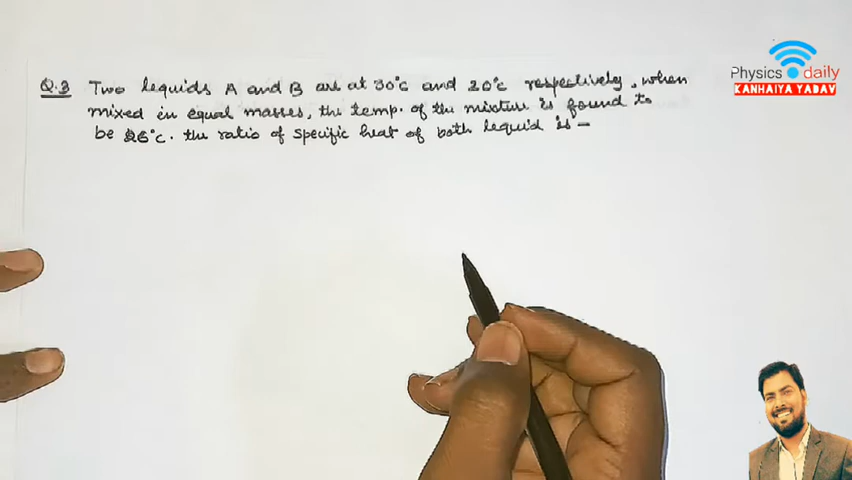 Physics daily
KANHAIYA YADAV
Q.3 Two liquids A and B are at 30°C and 20°C respectively, when
mixed in equal masses, the temp. of the mixture is found to
be 26°C. the ratio of specific heat of both liquid is -